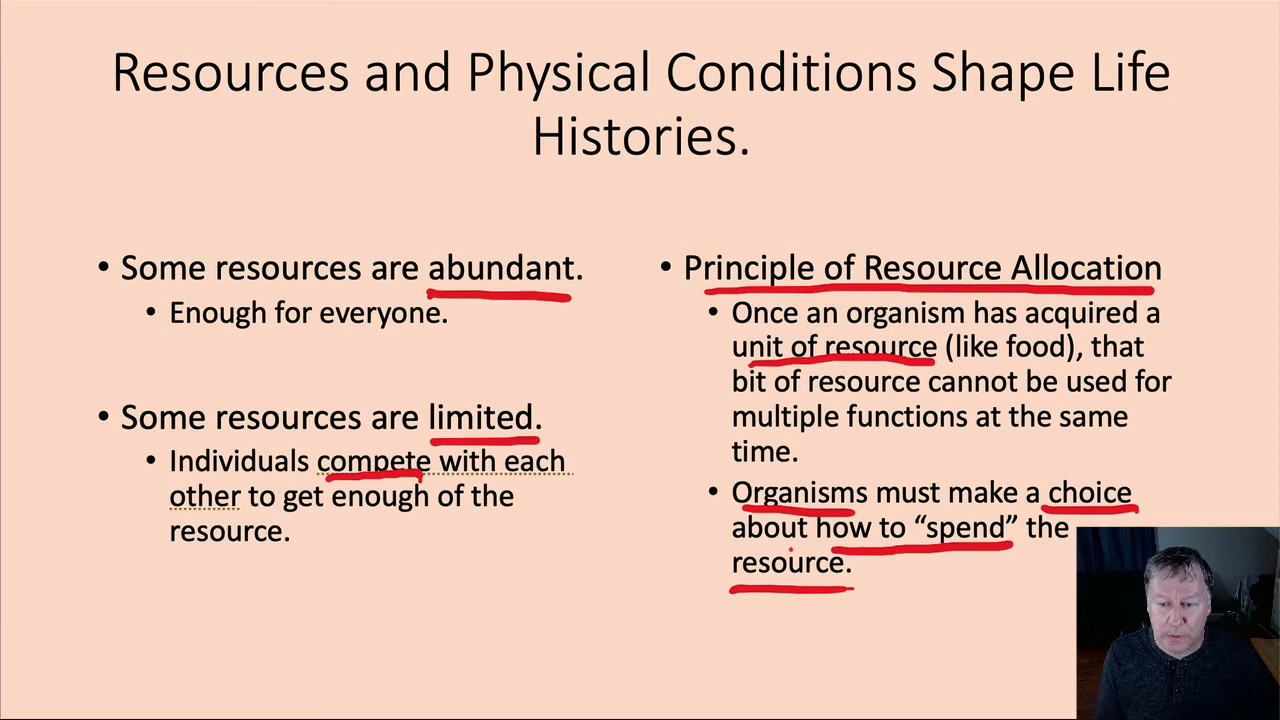 Resources and Physical Conditions Shape Life
Histories.
• Some resources are abundant.
• Enough for everyone.
• Some resources are limited.
• Individuals compete with each
other to get enough of the
resource.
• Principle of Resource Allocation
• Once an organism has acquired a
unit of resource (like food), that
bit of resource cannot be used for
multiple functions at the same
time.
• Organisms must make a choice
about how to “spend” the
resource.